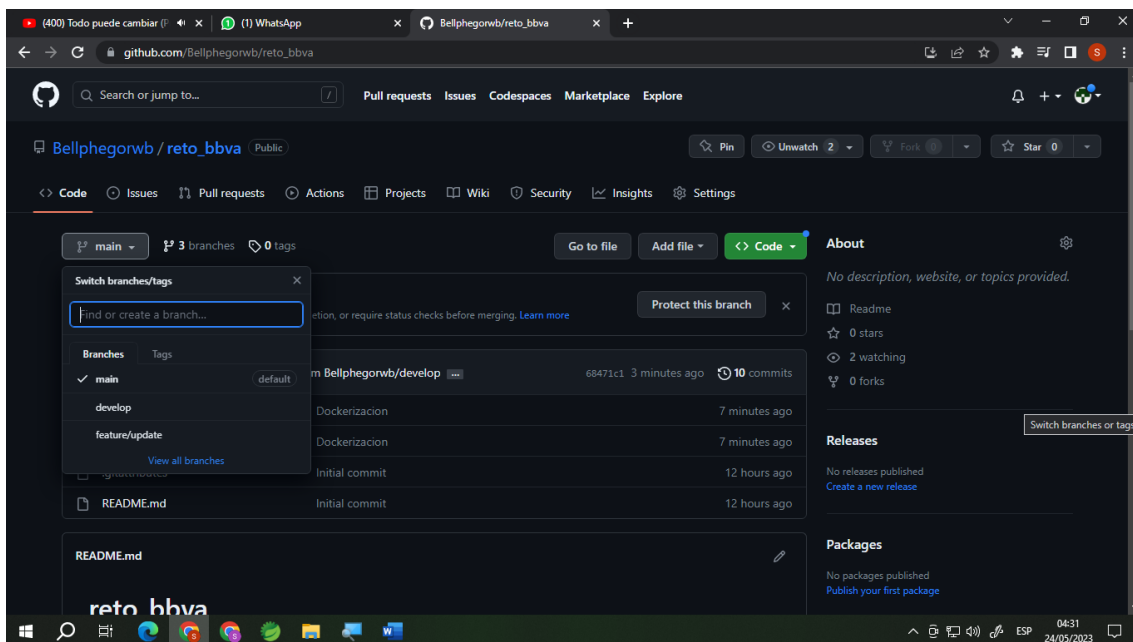 (400) Todo puede cambiar (P
(1) WhatsApp
Bellphegorwb/reto_bbva
github.com/Bellphegorwb/reto_bbva
S
Search or jump to...
/
Pull requests Issues Codespaces Marketplace Explore
Bellphegorwb / reto_bbva Public
Pin
Unwatch 2
Fork 0
Star 0
Code Issues Pull requests Actions Projects Wiki Security Insights Settings
main
3 branches 0 tags
Go to file
Add file
Code
Switch branches/tags
Find or create a branch...
Branches Tags
main default
develop
feature/update
View all branches
etion, or require status checks before merging. Learn more
Protect this branch
m Bellphegorwb/develop ... 68471c1 3 minutes ago 10 commits
Dockerizacion 7 minutes ago
Dockerizacion 7 minutes ago
.gitattributes Initial commit 12 hours ago
README.md Initial commit 12 hours ago
README.md
reto_bbva
About
No description, website, or topics provided.
Readme
0 stars
2 watching
0 forks
Switch branches or tags
Releases
No releases published
Create a new release
Packages
No packages published
Publish your first package
ESP
04:31
24/05/2023